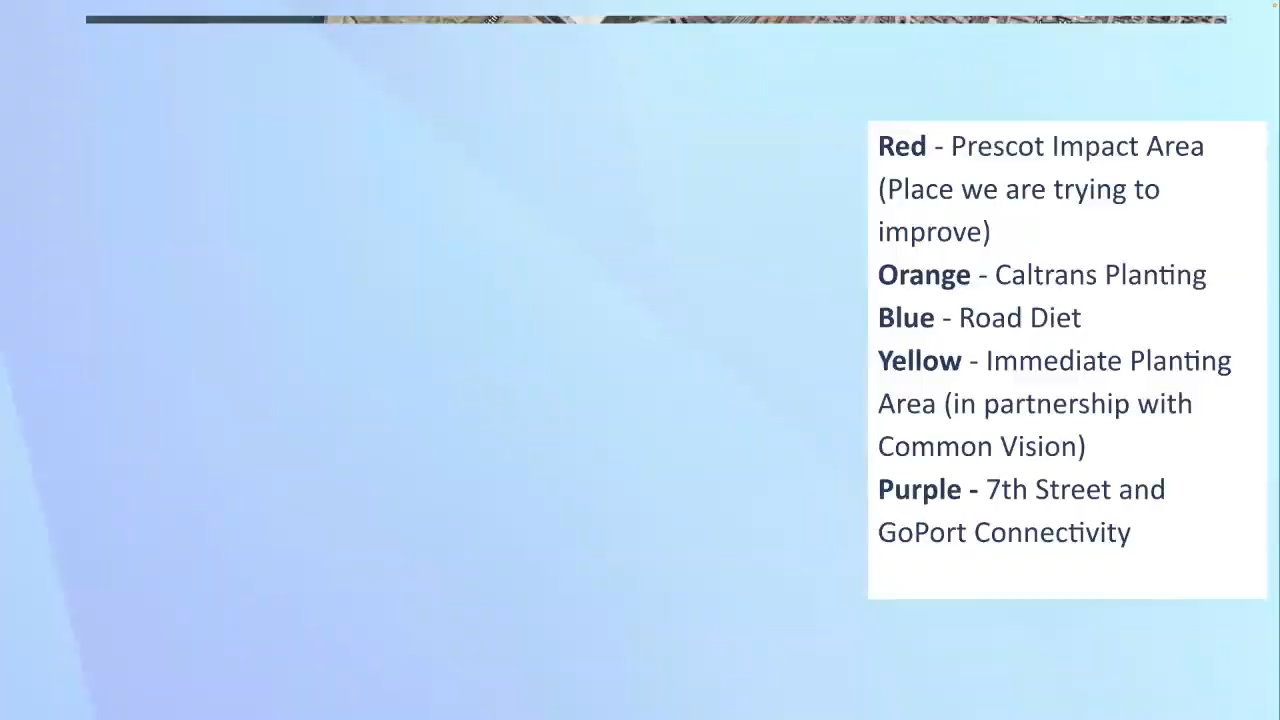 Red - Prescot Impact Area
(Place we are trying to
improve)
Orange - Caltrans Planting
Blue - Road Diet
Yellow - Immediate Planting
Area (in partnership with
Common Vision)
Purple - 7th Street and
GoPort Connectivity